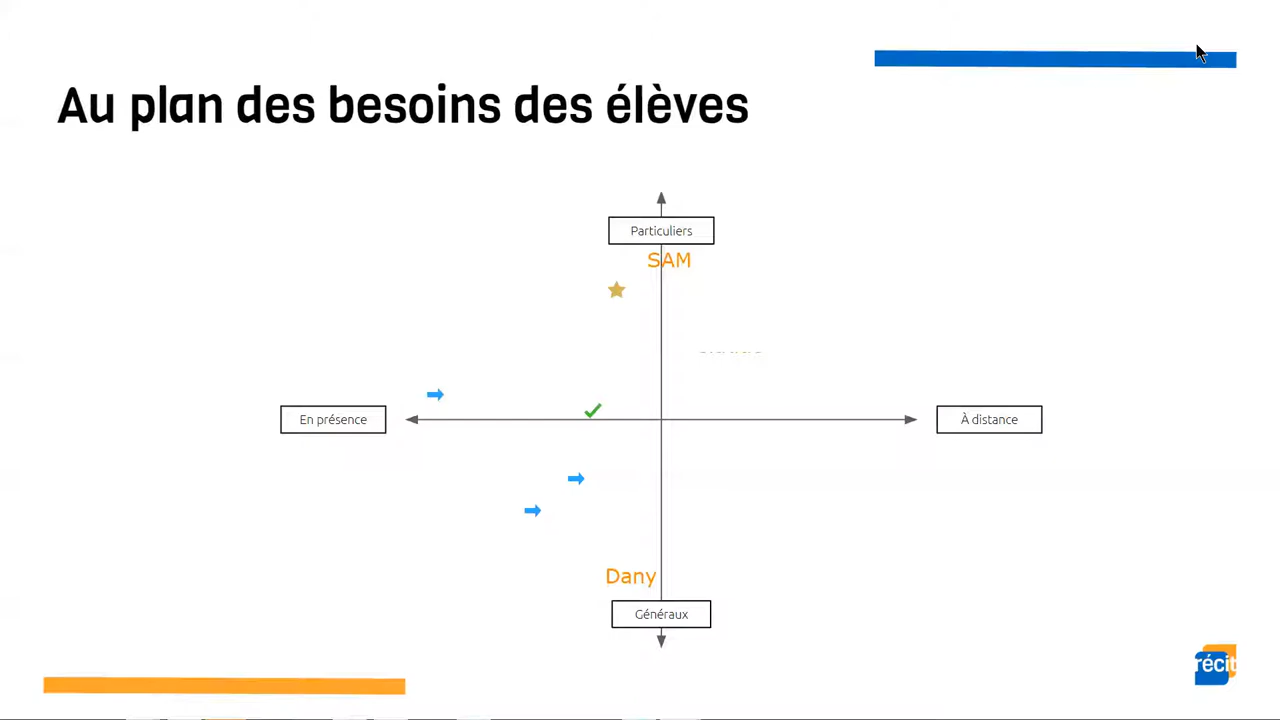 Au plan des besoins des élèves
Particuliers
SAM
En présence
À distance
Dany
Généraux
récit